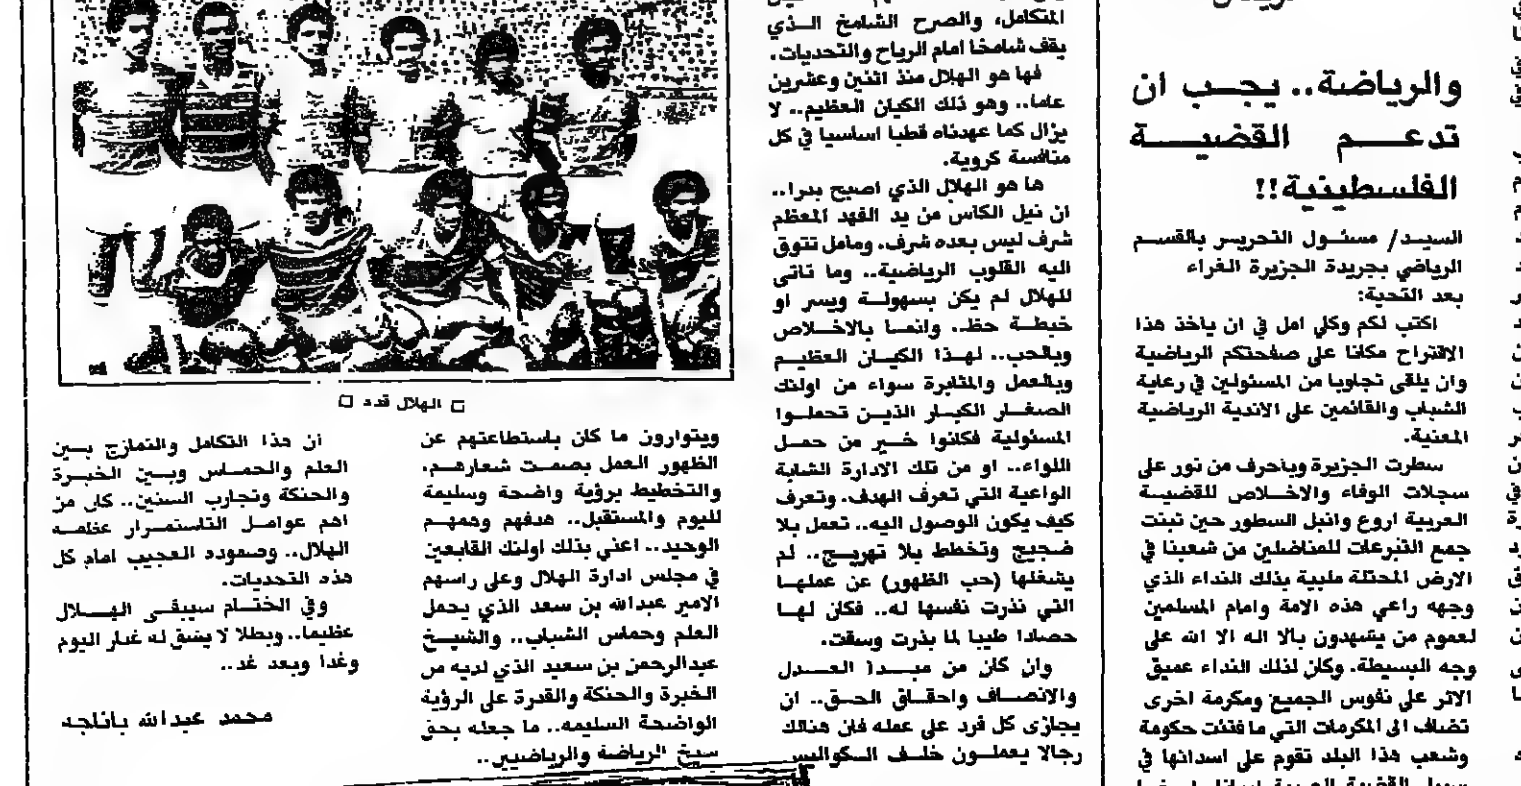 والرياضة.. يجـب ان
تدعـم القضيـة
الفلسطينية!!
السيد/ مسئول التحرير بالقسم
الرياضي بجريدة الجزيرة الغراء
بعد التحية:
اكتب لكم وكلي امل في ان ياخذ هذا
الاقتراح مكانا على صفحتكم الرياضية
وان يلقى تجاوبا من المسئولين في رعاية
الشباب والقائمين على الاندية الرياضية
المعنية.
سطرت الجزيرة وباحرف من نور على
سجلات الوفاء والاخلاص للقضية
العربية اروع وانبل السطور حين تبنت
جمع التبرعات للمناضلين من شعبنا في
الارض المحتلة ملبية بذلك النداء الذي
وجهه راعي هذه الامة وامام المسلمين
لعموم من يشهدون بالا اله الا الله على
وجه البسيطة. وكان لذلك النداء عميق
الاثر على نفوس الجميع ومكرمة اخرى
تضاف الى المكرمات التي ما فتئت حكومة
وشعب هذا البلد تقوم على اسدائها في
المتكامل، والصرح الشامخ الـذي
يقف شامخا امام الرياح والتحديات.
فها هو الهلال منذ اثنين وعشرين
عاما.. وهو ذلك الكيان العظيم.. لا
يزال كما عهدناه قطبا اساسيا في كل
منافسة كروية.
ها هو الهلال الذي اصبح بدرا..
ان نيل الكاس من يد الفهد المعظم
شرف ليس بعده شرف. ومامل تتوق
اليه القلوب الرياضية.. وما تاتى
للهلال لم يكن بسهولة ويسر او
خبطة حظ.. وانما بالاخلاص
وبالحب.. لهذا الكيان العظيم
وبالعمل والمثابرة سواء من اولئك
الصغار الكبار الذين تحملوا
المسئولية فكانوا خير من حمل
اللواء.. او من تلك الادارة الشابة
الواعية التي تعرف الهدف. وتعرف
كيف يكون الوصول اليه.. تعمل بلا
ضجيج وتخطط بلا تهريج.. لم
يشغلها (حب الظهور) عن عملها
التي نذرت نفسها له.. فكان لها
حصادا طيبا لما بذرت وسقت.
وان كان من مبدأ العدل
والانصاف واحقاق الحق.. ان
يجازى كل فرد على عمله فان هنالك
رجالا يعملون خلف السكواليس
□ الهلال قدد □
ويتوارون ما كان باستطاعتهم عن
الظهور العمل بصمت شعارهم.
والتخطيط برؤية واضحة وسليمة
لليوم والمستقبل.. هدفهم وهمهم
الوحيد.. اعني بذلك اولئك القابعين
في مجلس ادارة الهلال وعلى راسهم
الامير عبدالله بن سعد الذي يحمل
العلم وحماس الشباب.. والشيخ
عبدالرحمن بن سعيد الذي لديه من
الخبرة والحنكة والقدرة على الرؤية
الواضحة السليمه.. ما جعله بحق
شيخ الرياضة والرياضيين..
ان هذا التكامل والتمازج بين
العلم والحماس وبين الخبرة
والحنكة وتجارب السنين.. كان من
اهم عوامل التاستمرار عظمه
الهلال.. وصموده العجيب امام كل
هذه التحديات.
وفي الختام سيبقى الهلال
عظيما.. وبطلا لا يشق له غبار اليوم
وغدا وبعد غد..
محمد عبدالله باناجه